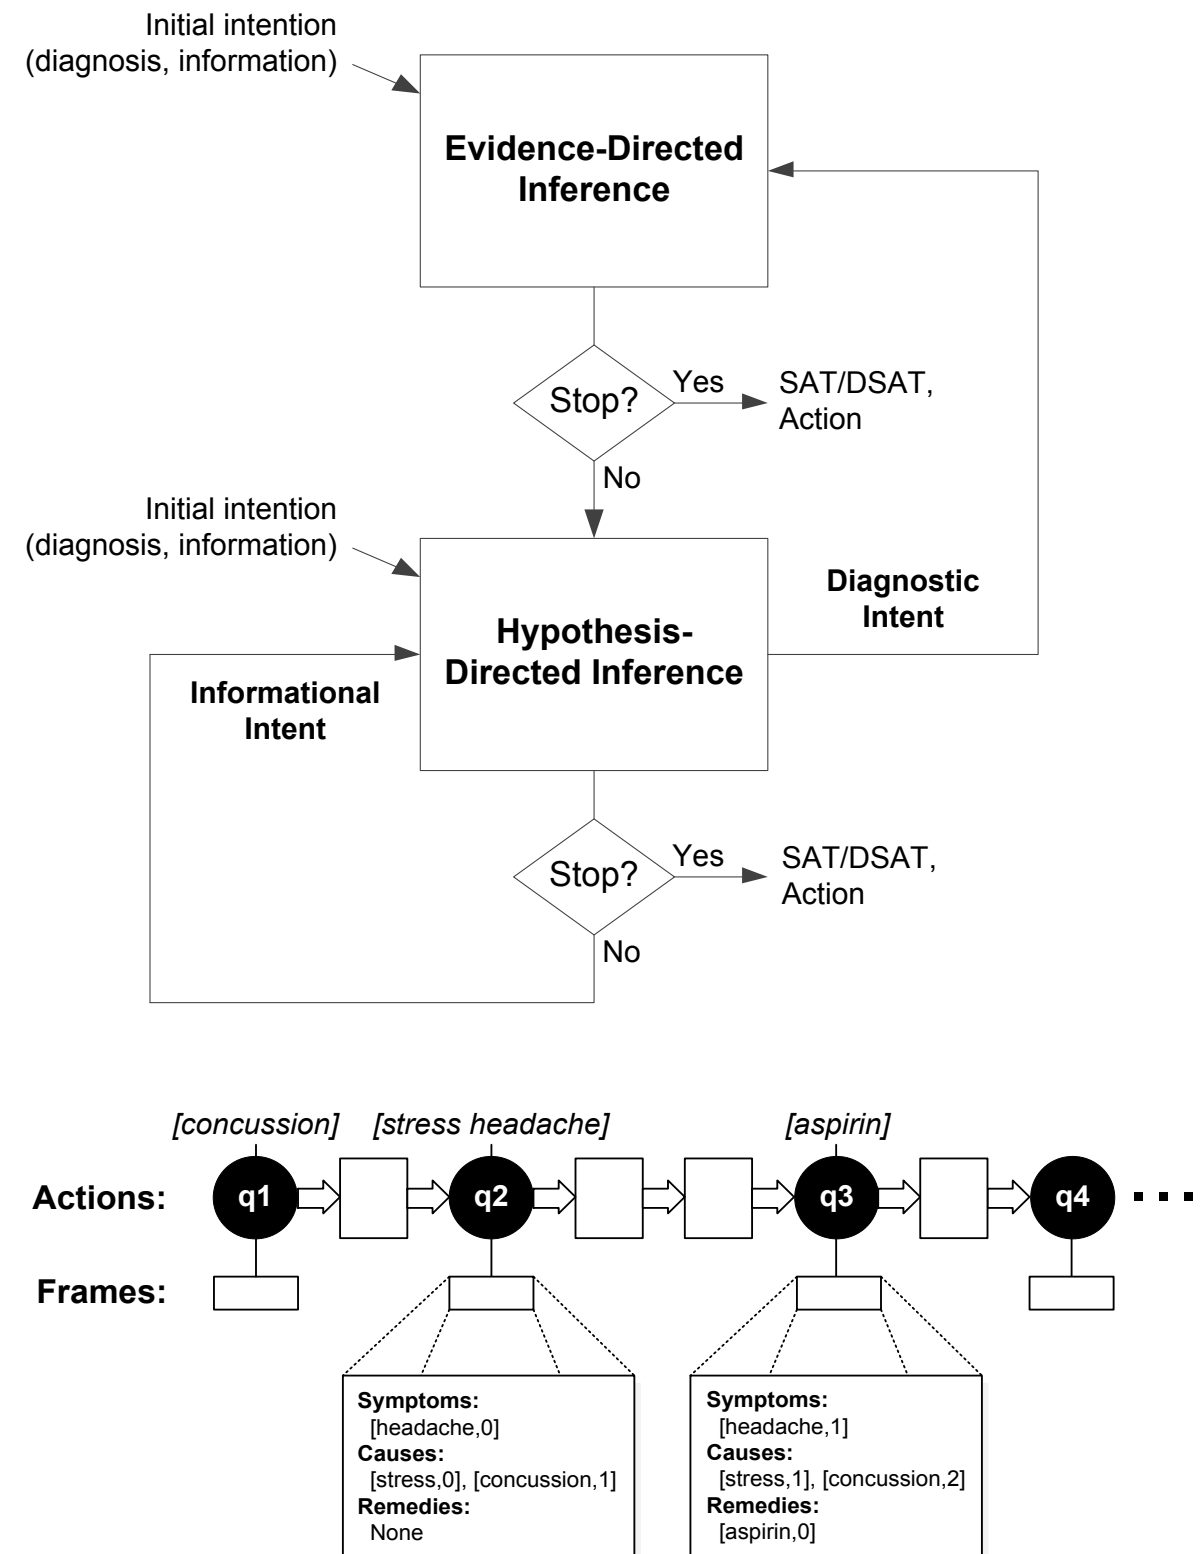 Initial intention
(diagnosis, information)
Evidence-Directed
Inference
Stop?
Yes
SAT/DSAT,
Action
No
Initial intention
(diagnosis, information)
Diagnostic
Intent
Hypothesis-
Directed Inference
Informational
Intent
Stop?
Yes
SAT/DSAT,
Action
No
[concussion] [stress headache] [aspirin]
Actions: q1 q2 q3 q4
Frames:
Symptoms:
[headache,0]
Causes:
[stress,0], [concussion,1]
Remedies:
None
Symptoms:
[headache,1]
Causes:
[stress,1], [concussion,2]
Remedies:
[aspirin,0]